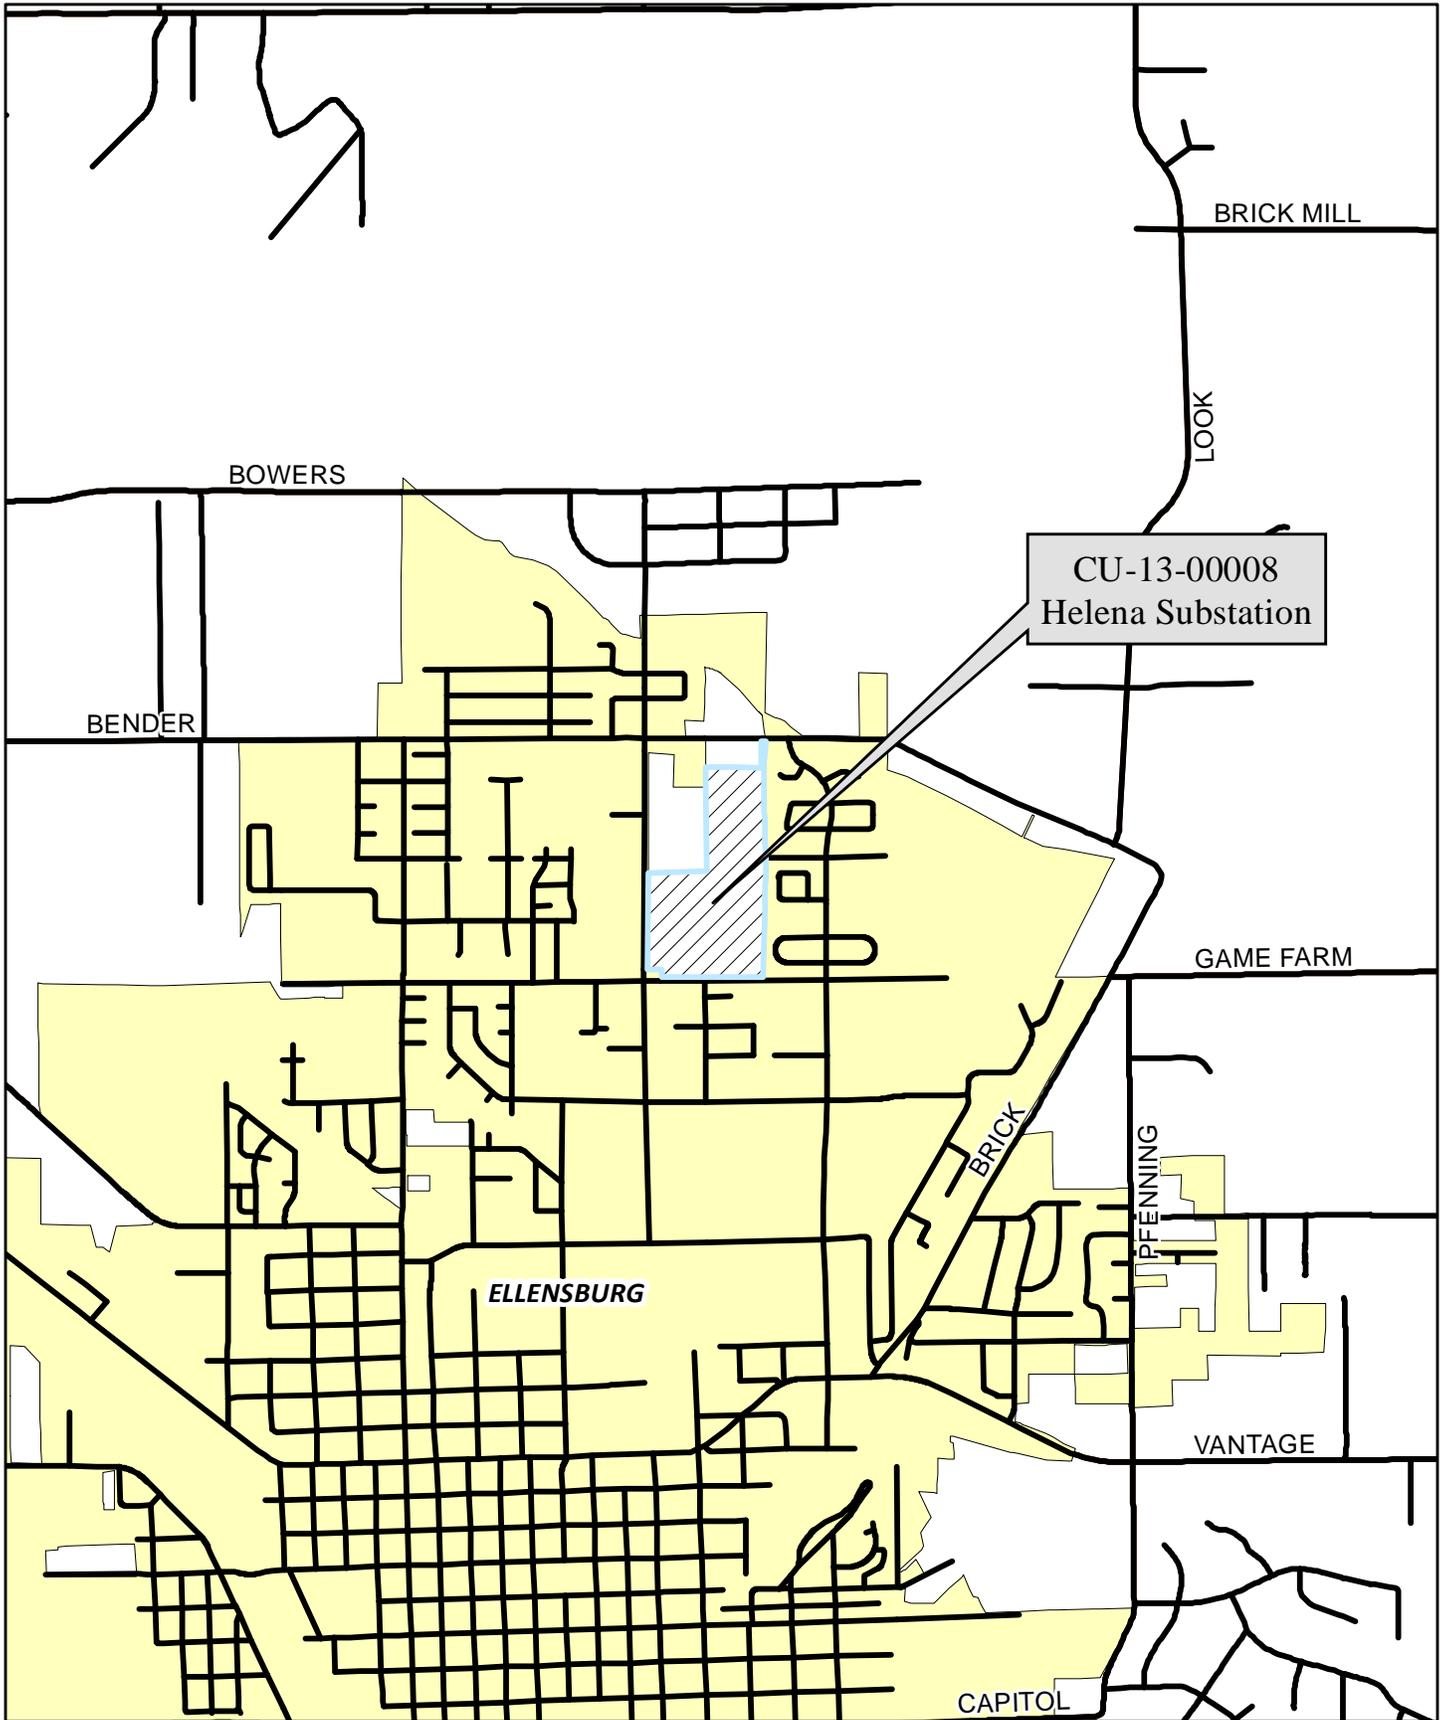 BRICK MILL
LOOK
BOWERS
CU-13-00008
Helena Substation
BENDER
GAME FARM
BRICK
PFENNING
ELLENSBURG
VANTAGE
CAPITOL